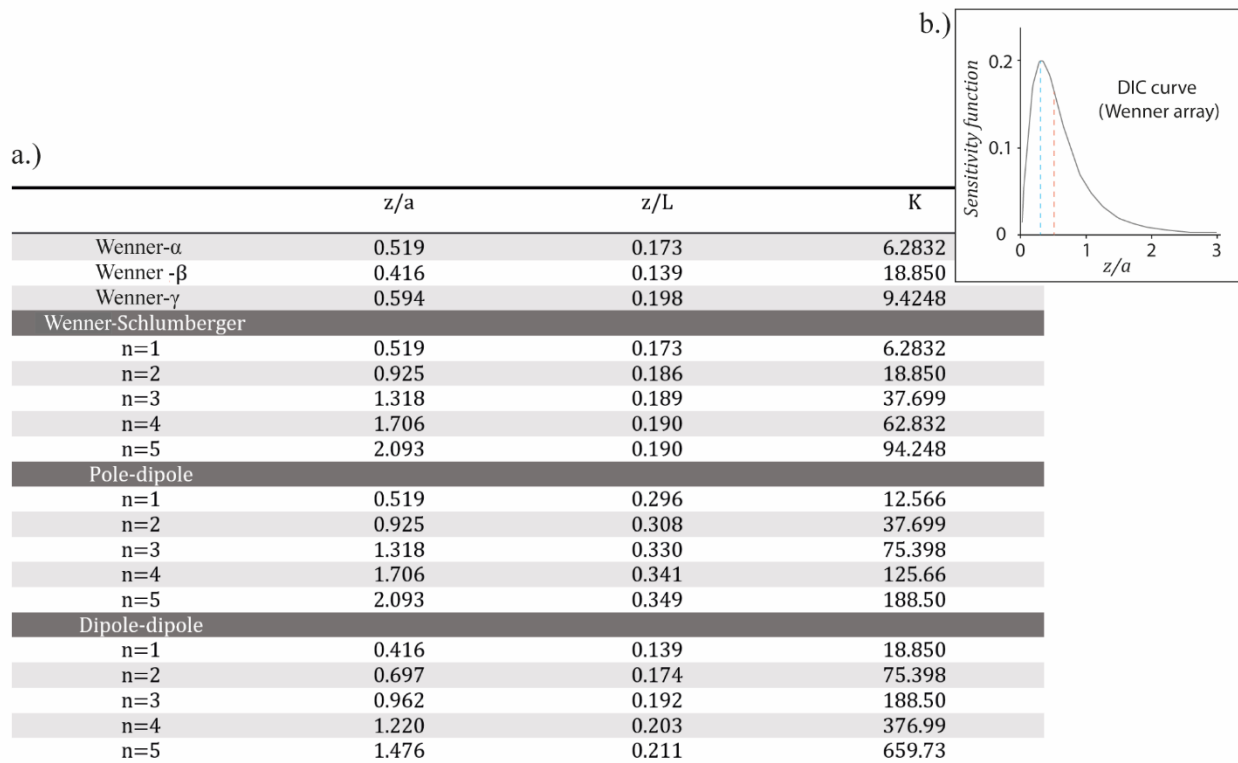 b.)
0.2
0.1
0
Sensitivity function
DIC curve
(Wenner array)
0 1 2 3
z/a
a.)
z/a z/L K
Wenner-α 0.519 0.173 6.2832
Wenner -β 0.416 0.139 18.850
Wenner-γ 0.594 0.198 9.4248
Wenner-Schlumberger
n=1 0.519 0.173 6.2832
n=2 0.925 0.186 18.850
n=3 1.318 0.189 37.699
n=4 1.706 0.190 62.832
n=5 2.093 0.190 94.248
Pole-dipole
n=1 0.519 0.296 12.566
n=2 0.925 0.308 37.699
n=3 1.318 0.330 75.398
n=4 1.706 0.341 125.66
n=5 2.093 0.349 188.50
Dipole-dipole
n=1 0.416 0.139 18.850
n=2 0.697 0.174 75.398
n=3 0.962 0.192 188.50
n=4 1.220 0.203 376.99
n=5 1.476 0.211 659.73